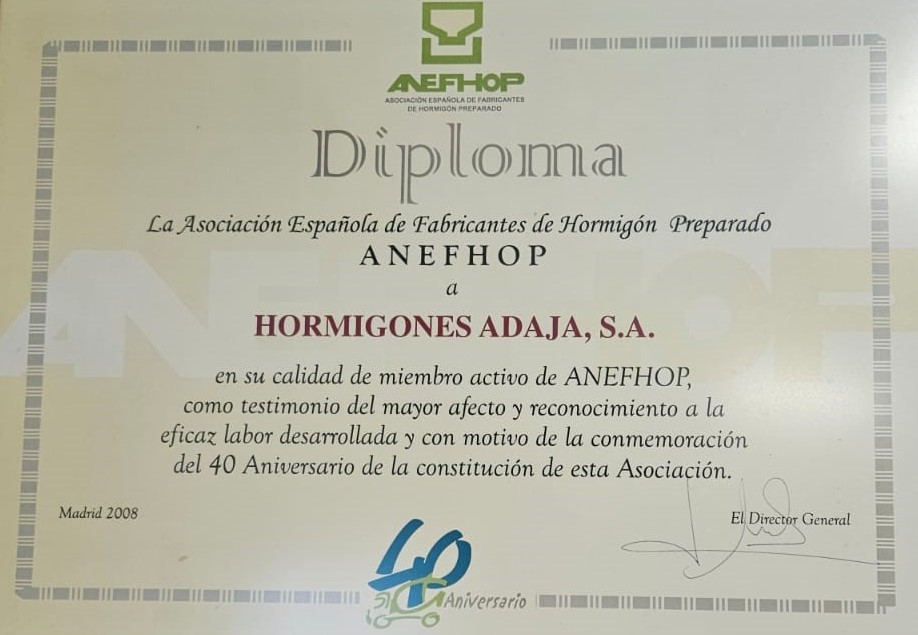 ANEFHOP
ASOCIACIÓN ESPAÑOLA DE FABRICANTES
DE HORMIGÓN PREPARADO
Diploma
La Asociación Española de Fabricantes de Hormigón Preparado
ANEFHOP
a
HORMIGONES ADAJA, S.A.
en su calidad de miembro activo de ANEFHOP,
como testimonio del mayor afecto y reconocimiento a la
eficaz labor desarrollada y con motivo de la conmemoración
del 40 Aniversario de la constitución de esta Asociación.
Madrid 2008
El Director General
40
Aniversario